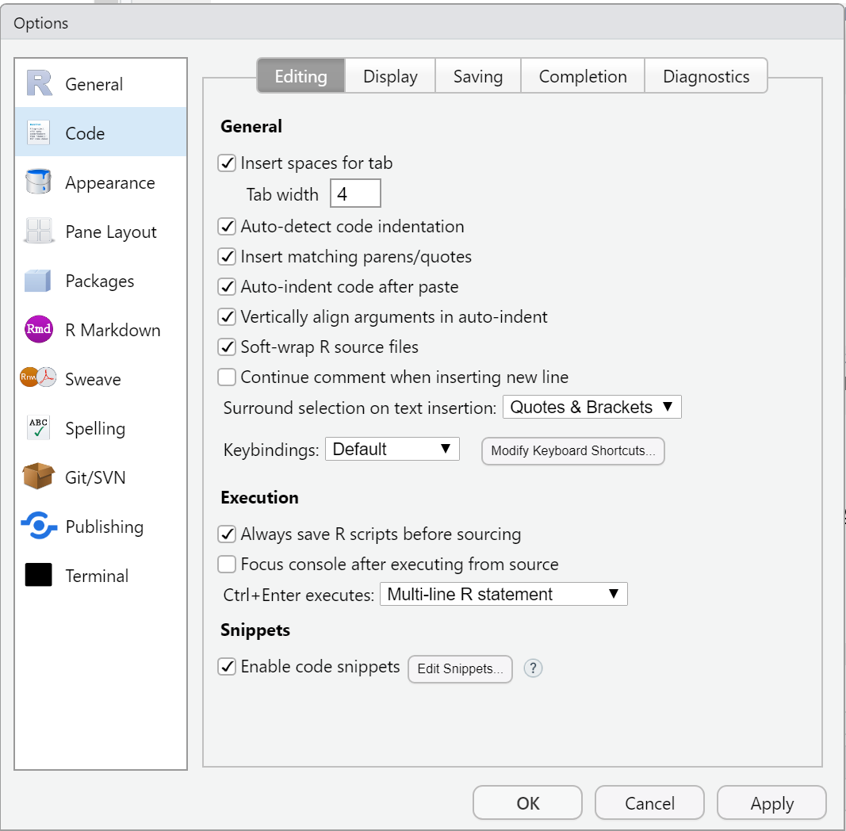 Options
General
Code
Appearance
Pane Layout
Packages
Rmd R Markdown
Rnw Sweave
ABC Spelling
Git/SVN
Publishing
Terminal
Editing Display Saving Completion Diagnostics
General
Insert spaces for tab
Tab width 4
Auto-detect code indentation
Insert matching parens/quotes
Auto-indent code after paste
Vertically align arguments in auto-indent
Soft-wrap R source files
Continue comment when inserting new line
Surround selection on text insertion: Quotes & Brackets
Keybindings: Default Modify Keyboard Shortcuts...
Execution
Always save R scripts before sourcing
Focus console after executing from source
Ctrl+Enter executes: Multi-line R statement
Snippets
Enable code snippets Edit Snippets... ?
OK Cancel Apply